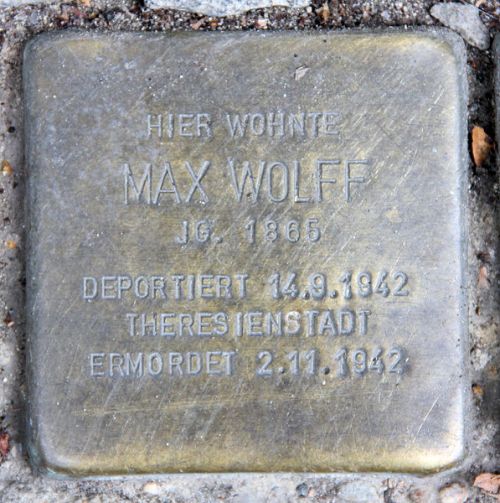 HIER WOHNTE
MAX WOLFF
JG. 1865
DEPORTIERT 14.9.1942
THERESIENSTADT
ERMORDET 2.11.1942